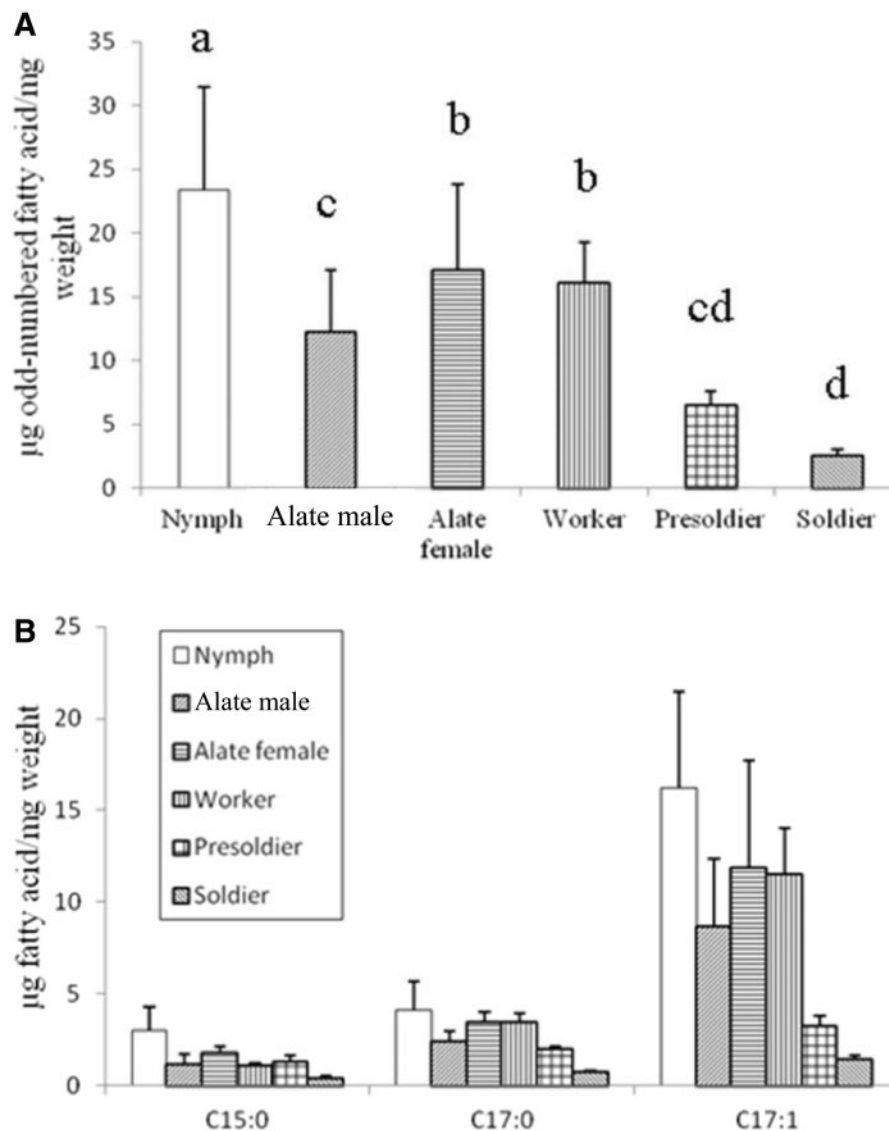 A
µg odd-numbered fatty acid/mg
weight
35
30
25
20
15
10
5
0
a
c
b
b
cd
d
Nymph
Alate male
Alate
female
Worker
Presoldier
Soldier
B
µg fatty acid/mg weight
25
20
15
10
5
0
Nymph
Alate male
Alate female
Worker
Presoldier
Soldier
C15:0
C17:0
C17:1